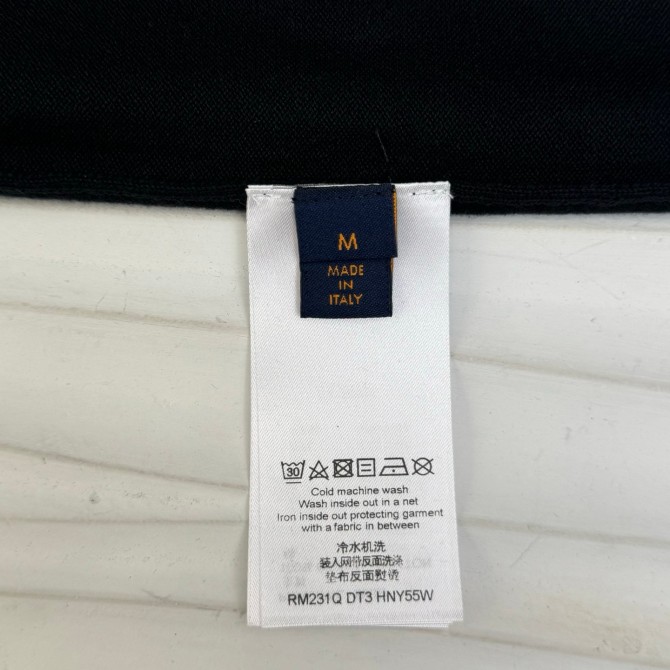 M
MADE
IN
ITALY
30
Cold machine wash
Wash inside out in a net
Iron inside out protecting garment
with a fabric in between
冷水机洗
装入网带反面洗涤
垫布反面熨烫
RM231Q DT3 HNY55W